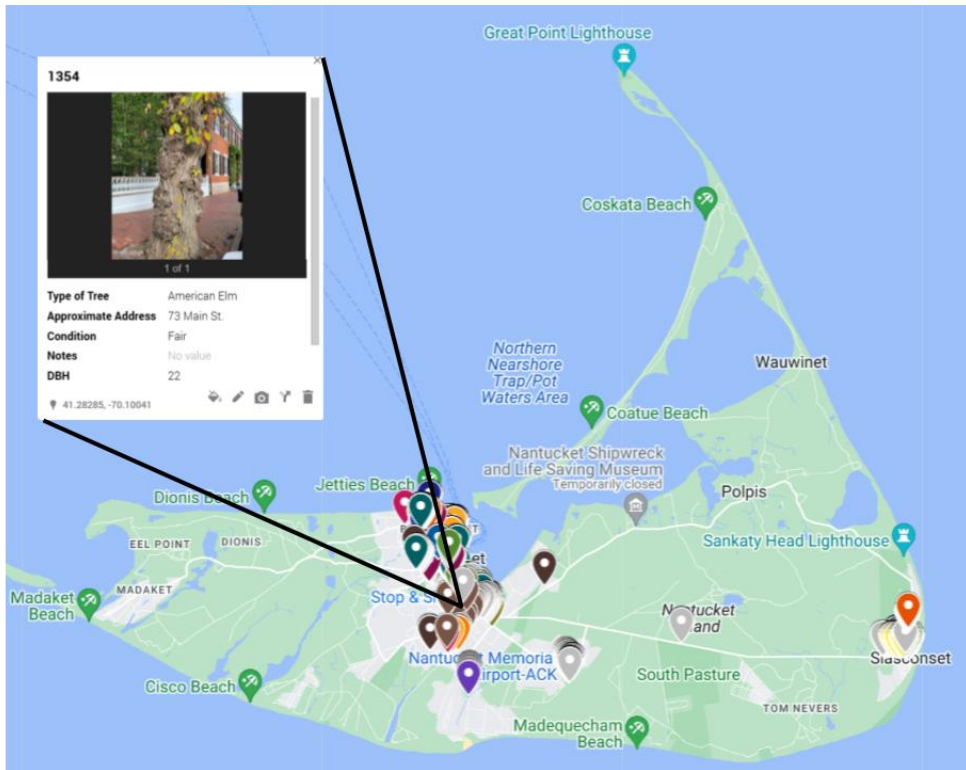 Great Point Lighthouse
1354
1 of 1
Type of Tree American Elm
Approximate Address 73 Main St.
Condition Fair
Notes No value
DBH 22
41.28285, -70.10041
Coskata Beach
Northern
Nearshore
Trap/Pot
Waters Area
Wauwinet
Coatue Beach
Nantucket Shipwreck
and Life Saving Museum
Temporarily closed
Jetties Beach
Dionis Beach
Polpis
EEL POINT
DIONIS
Sankaty Head Lighthouse
MADAKET
Madaket
Beach
Stop & S
Siasconset
Cisco Beach
South Pasture
TOM NEVERS
Madequecham
Beach